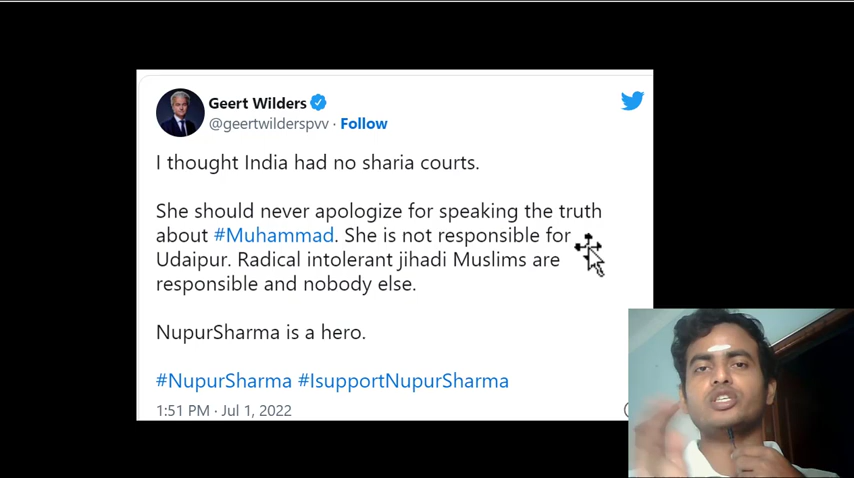 Geert Wilders
@geertwilderspvv · Follow
I thought India had no sharia courts.
She should never apologize for speaking the truth
about #Muhammad. She is not responsible for
Udaipur. Radical intolerant jihadi Muslims are
responsible and nobody else.
NupurSharma is a hero.
#NupurSharma #IsupportNupurSharma
1:51 PM · Jul 1, 2022